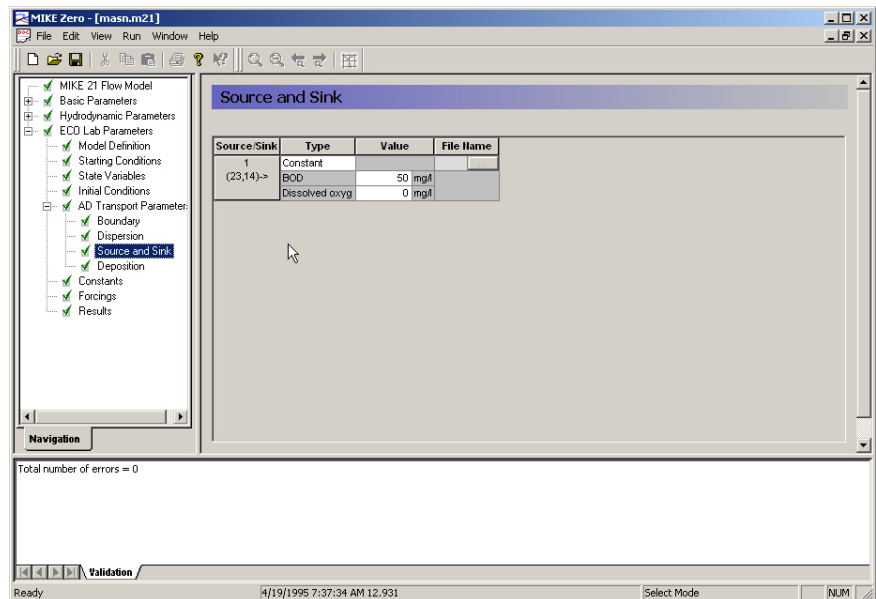 MIKE Zero - [masn.m21]
File Edit View Run Window Help
MIKE 21 Flow Model
Basic Parameters
Hydrodynamic Parameters
ECO Lab Parameters
Model Definition
Starting Conditions
State Variables
Initial Conditions
AD Transport Parameter
Boundary
Dispersion
Source and Sink
Deposition
Constants
Forcings
Results
Navigation
Source and Sink
Source/Sink Type Value File Name
1 Constant ...
(23,14)-> BOD 50 mg/l
Dissolved oxyg 0 mg/l
Total number of errors = 0
Validation
Ready 4/19/1995 7:37:34 AM 12.931 Select Mode NUM